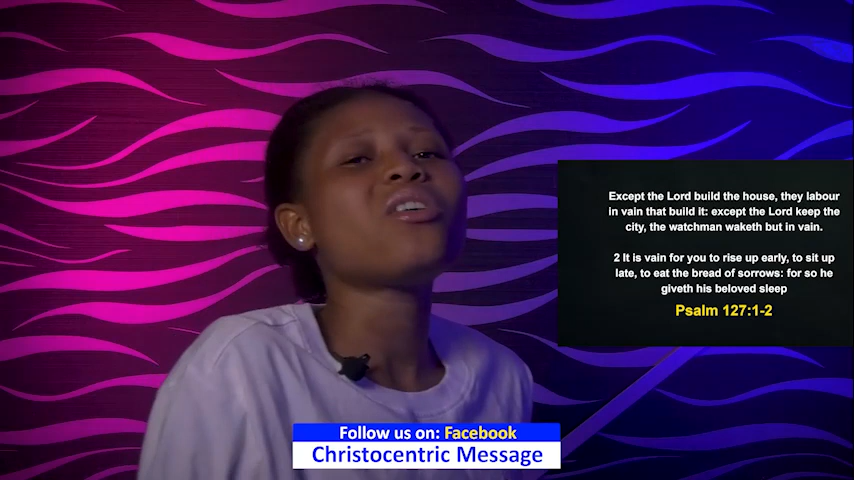 Except the Lord build the house, they labour
in vain that build it: except the Lord keep the
city, the watchman waketh but in vain.
2 It is vain for you to rise up early, to sit up
late, to eat the bread of sorrows: for so he
giveth his beloved sleep
Psalm 127:1-2
Follow us on: Facebook
Christocentric Message